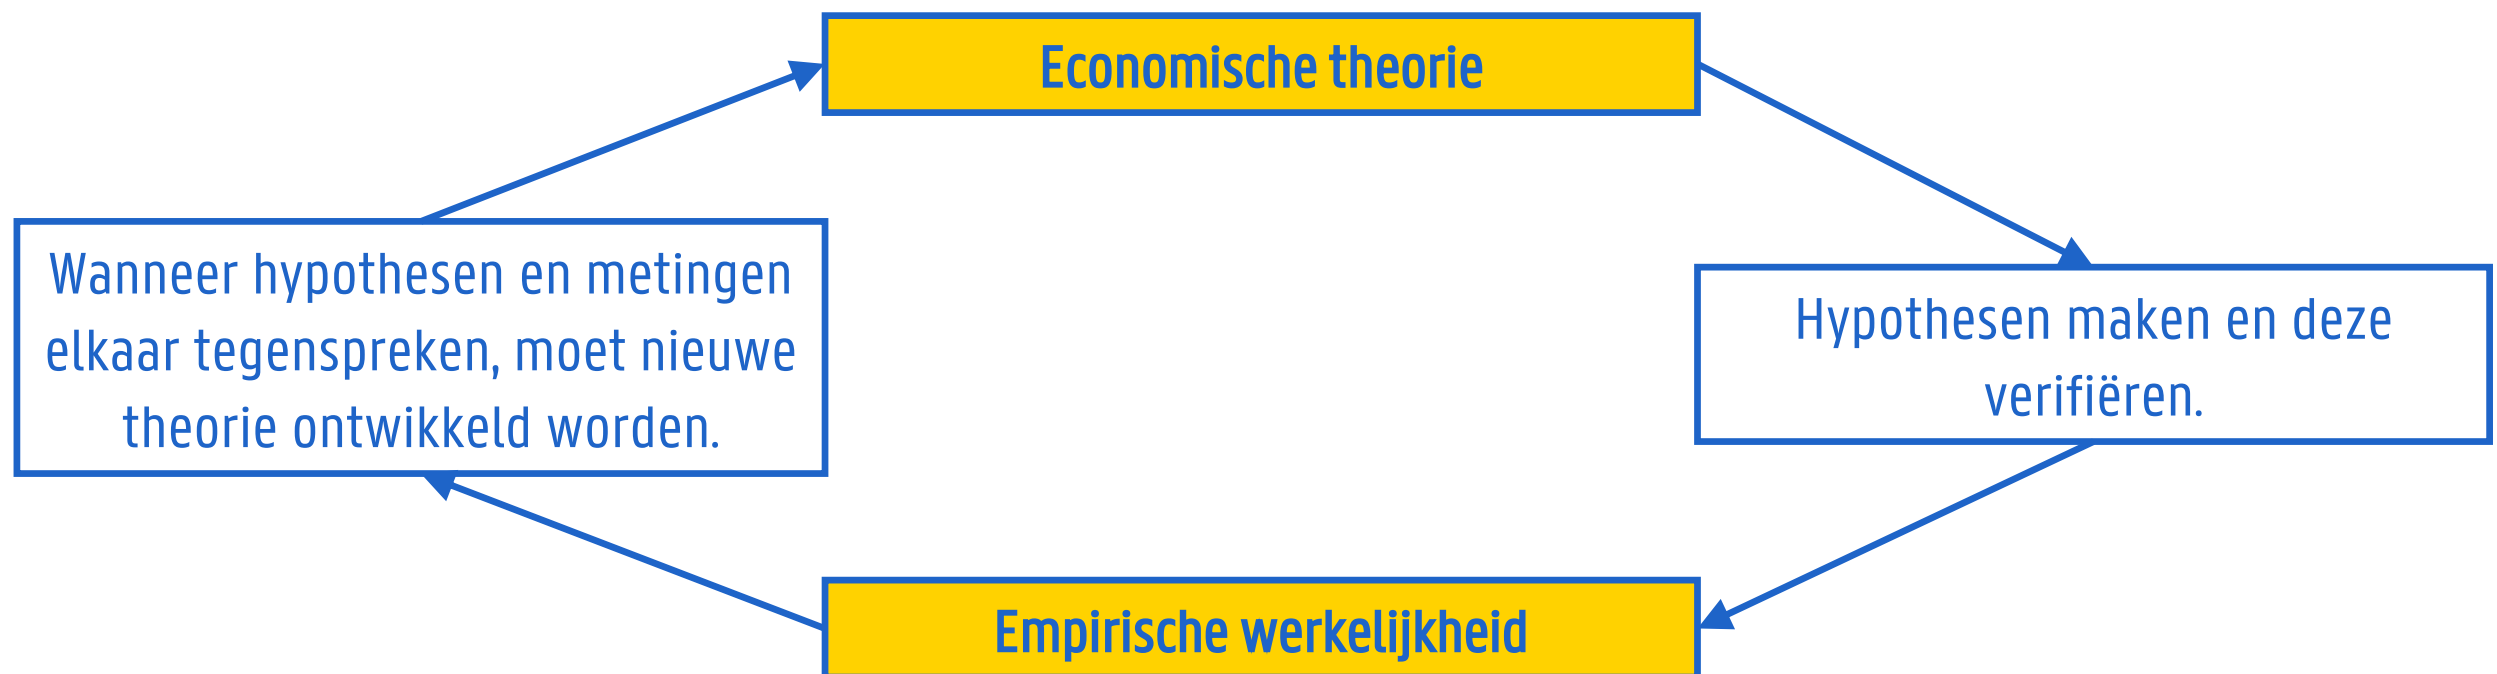 Economische theorie
Wanneer hypothesen en metingen
elkaar tegenspreken, moet nieuwe
theorie ontwikkeld worden.
Hypothesen maken en deze
verifiëren.
Empirische werkelijkheid